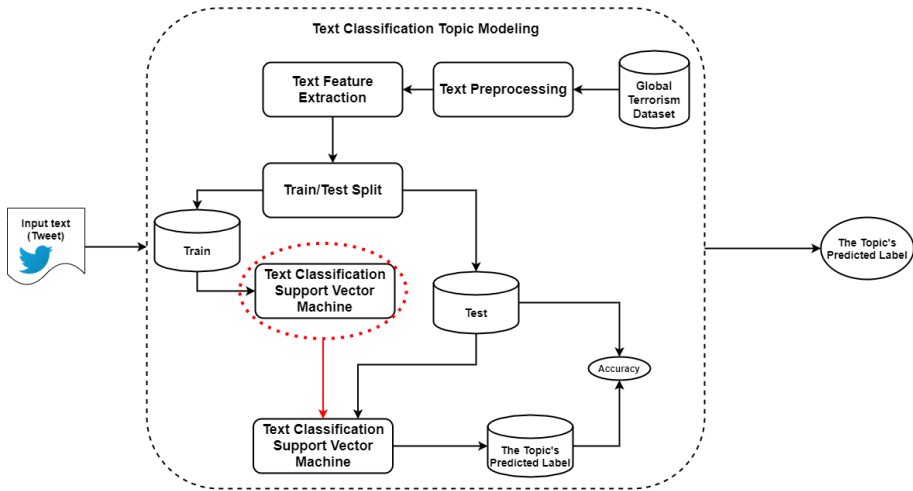 Text Classification Topic Modeling
Text Feature
Extraction
Text Preprocessing
Global
Terrorism
Dataset
Train/Test Split
Input text
(Tweet)
Train
Text Classification
Support Vector
Machine
Test
The Topic's
Predicted Label
Accuracy
Text Classification
Support Vector
Machine
The Topic's
Predicted Label